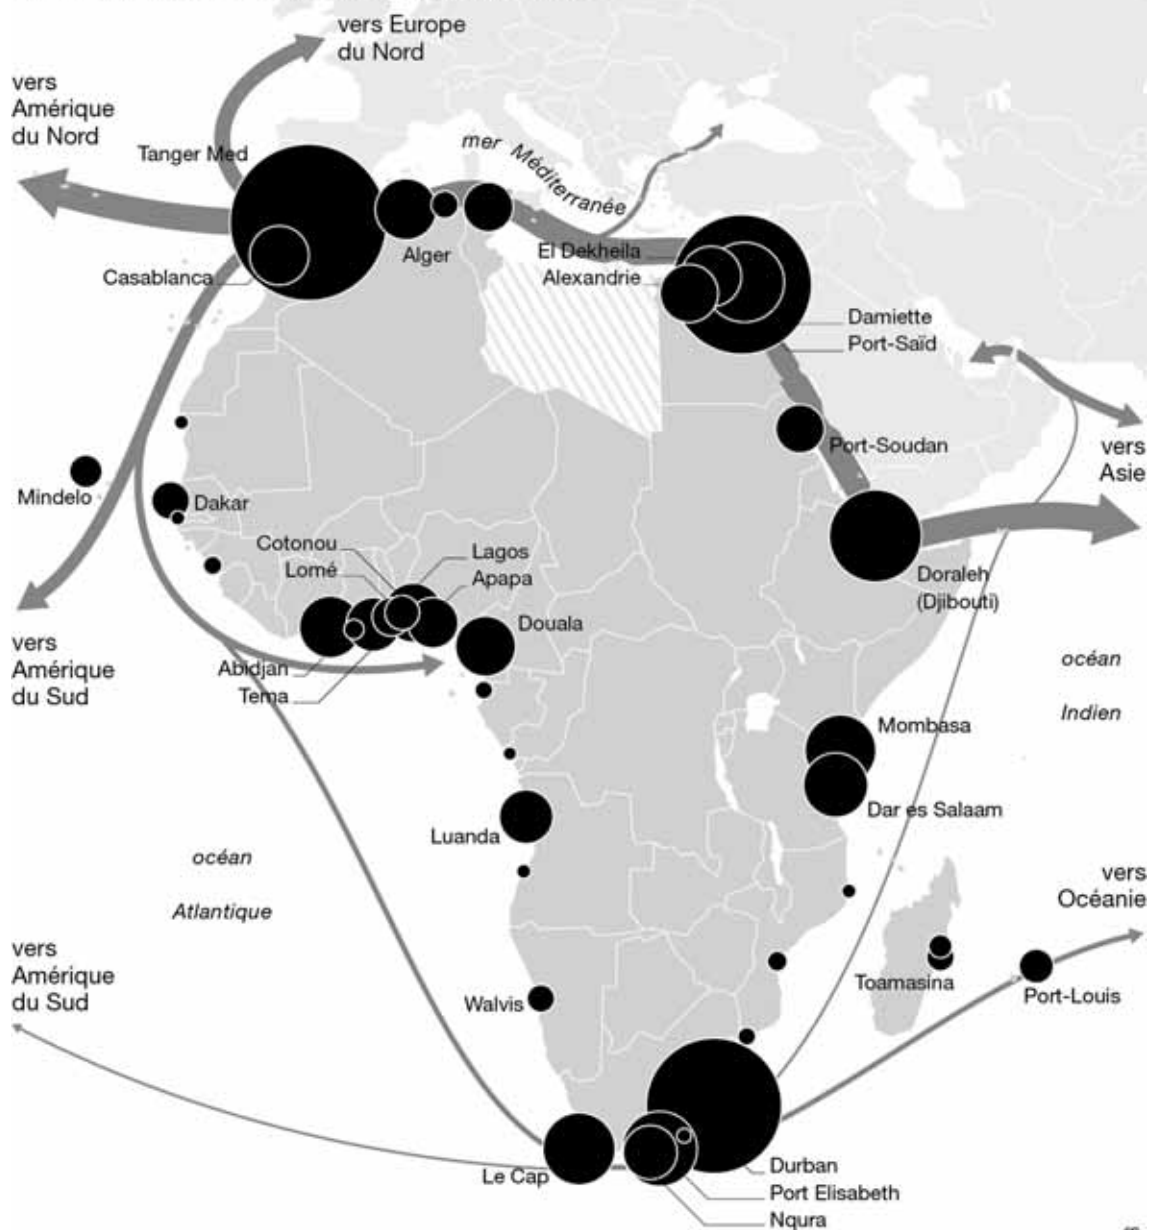 vers Europe
du Nord
vers
Amérique
du Nord
Tanger Med
mer Méditerranée
Casablanca
Alger
El Dekheila
Alexandrie
Damiette
Port-Saïd
Port-Soudan
vers
Asie
Mindelo
Dakar
Cotonou
Lomé
Lagos
Apapa
Doraleh
(Djibouti)
Douala
vers
Amérique
du Sud
Abidjan
Tema
océan
Indien
Mombasa
Dar es Salaam
Luanda
océan
Atlantique
vers
Océanie
vers
Amérique
du Sud
Walvis
Toamasina
Port-Louis
Le Cap
Durban
Port Elisabeth
Nqura